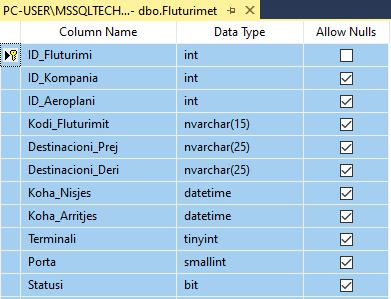 PC-USER\MSSQLTECH...- dbo.Fluturimet
Column Name Data Type Allow Nulls
ID_Fluturimi int
ID_Kompania int
ID_Aeroplani int
Kodi_Fluturimit nvarchar(15)
Destinacioni_Prej nvarchar(25)
Destinacioni_Deri nvarchar(25)
Koha_Nisjes datetime
Koha_Arritjes datetime
Terminali tinyint
Porta smallint
Statusi bit